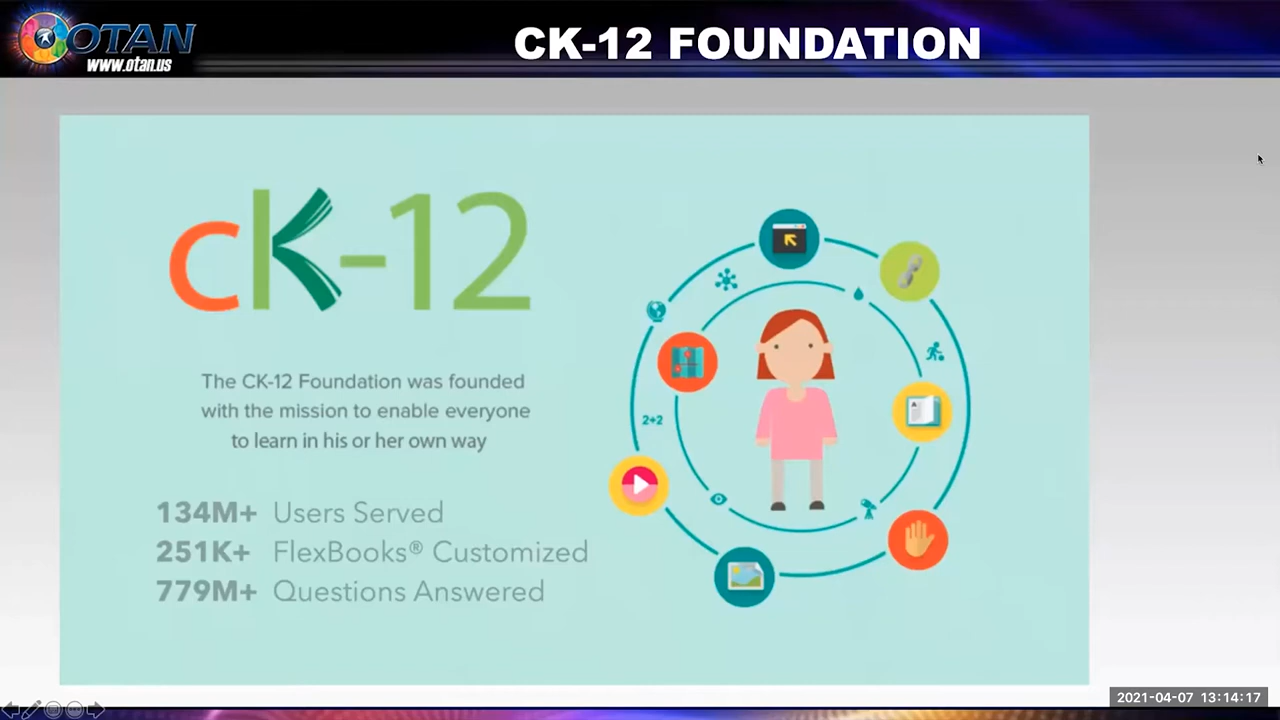 OTAN
www.otan.us
CK-12 FOUNDATION
cK-12
The CK-12 Foundation was founded
with the mission to enable everyone
to learn in his or her own way
134M+ Users Served
251K+ FlexBooks® Customized
779M+ Questions Answered
2+2
A
2021-04-07 13:14:17